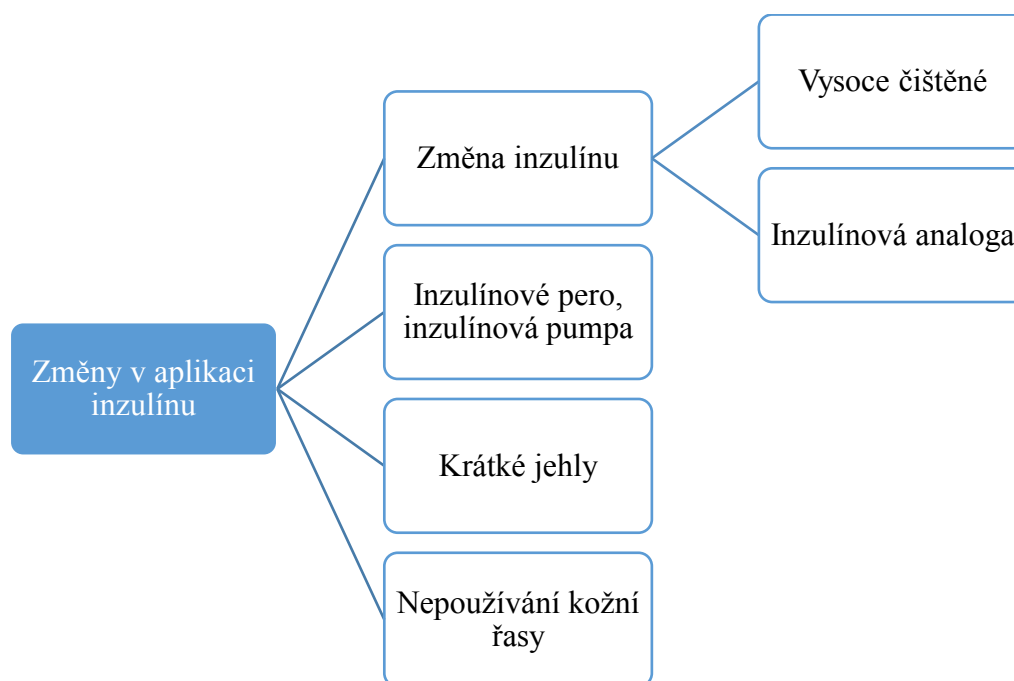 Změny v aplikaci
inzulínu
Změna inzulínu
Vysoce čištěné
Inzulínová analoga
Inzulínové pero,
inzulínová pumpa
Krátké jehly
Nepoužívání kožní
řasy